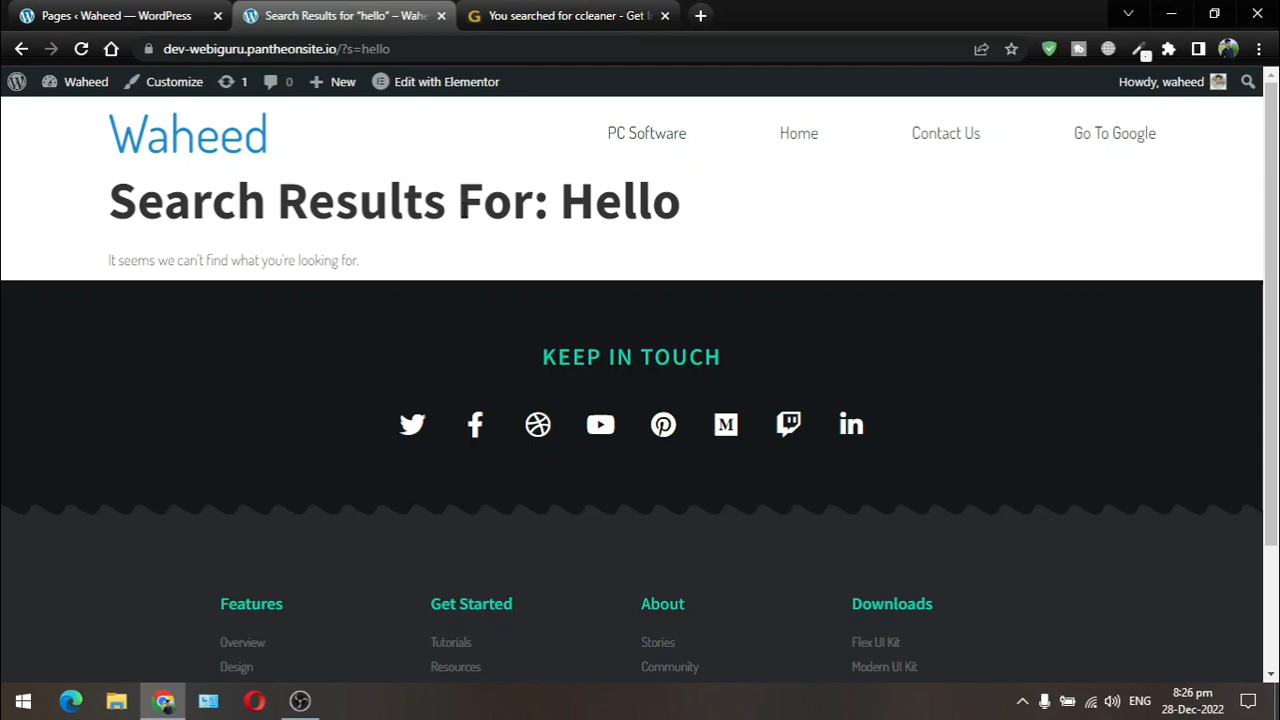 Pages ‹ Waheed — WordPress
Search Results for “hello” – Wahe
You searched for ccleaner - Get I
dev-webiguru.pantheonsite.io/?s=hello
Waheed
Customize
1
0
New
Edit with Elementor
Howdy, waheed
Waheed
PC Software
Home
Contact Us
Go To Google
Search Results For: Hello
It seems we can't find what you're looking for.
KEEP IN TOUCH
Features
Get Started
About
Downloads
Overview
Tutorials
Stories
Flex UI Kit
Design
Resources
Community
Modern UI Kit
ENG
8:26 pm
28-Dec-2022